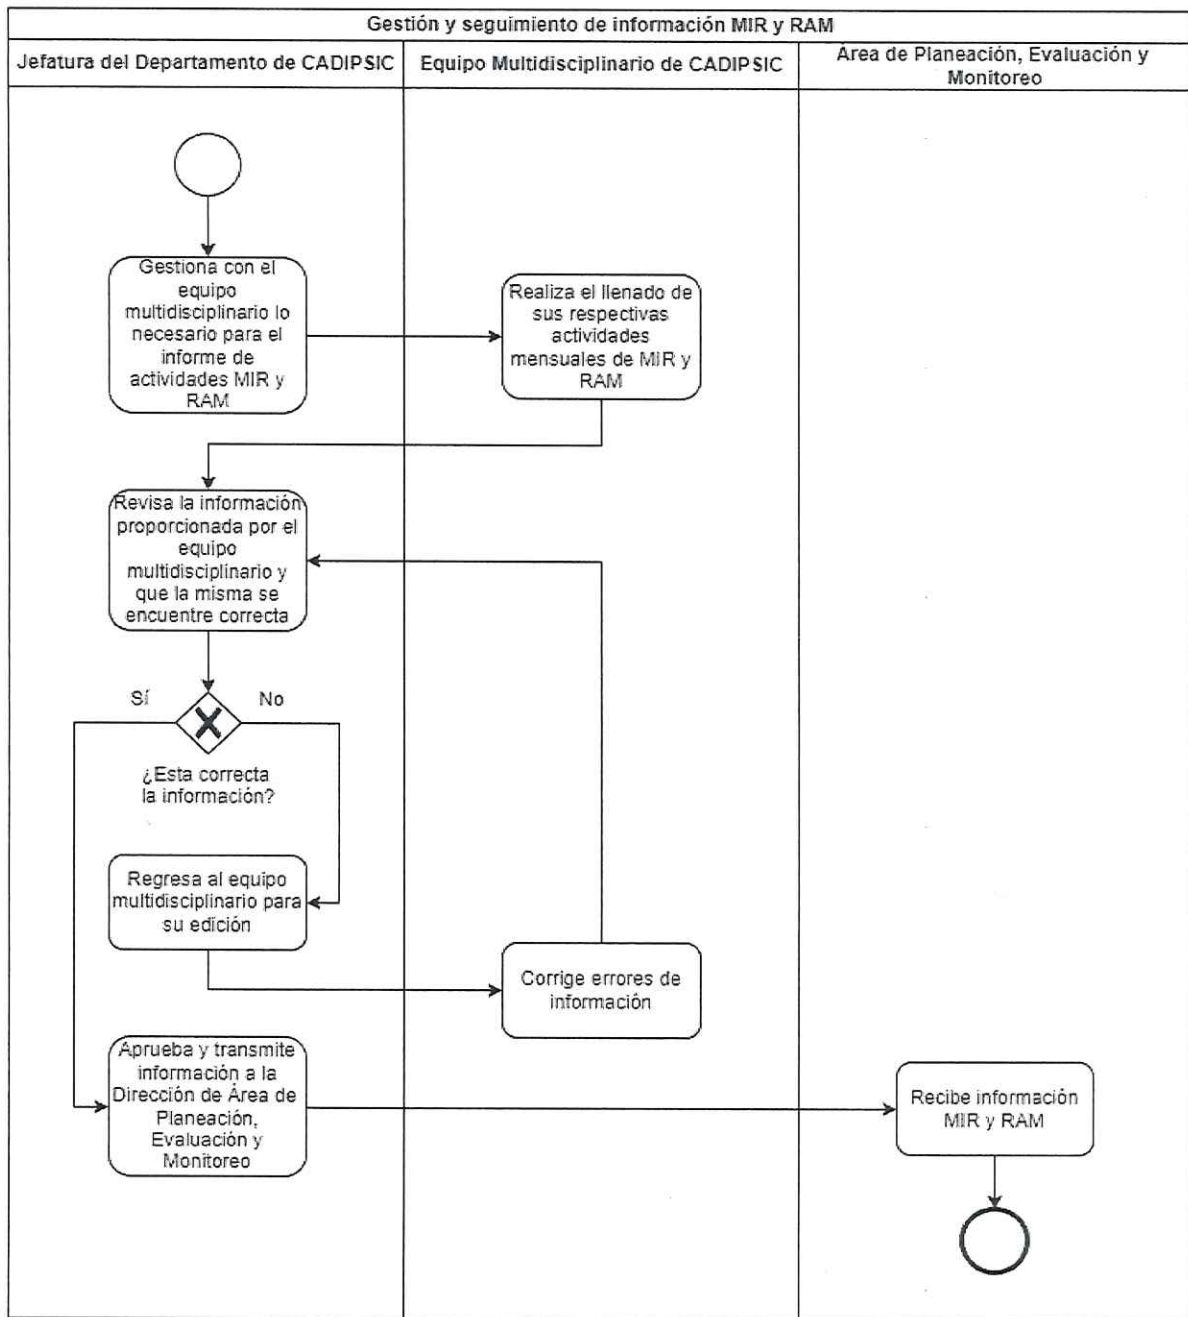 Gestión y seguimiento de información MIR y RAM
Jefatura del Departamento de CADIPSIC
Equipo Multidisciplinario de CADIPSIC
Área de Planeación, Evaluación y
Monitoreo
Gestiona con el
equipo
multidisciplinario lo
necesario para el
informe de
actividades MIR y
RAM
Realiza el llenado de
sus respectivas
actividades
mensuales de MIR y
RAM
Revisa la información
proporcionada por el
equipo
multidisciplinario y
que la misma se
encuentre correcta
Sí
No
¿Esta correcta
la información?
Regresa al equipo
multidisciplinario para
su edición
Corrige errores de
información
Aprueba y transmite
información a la
Dirección de Área de
Planeación,
Evaluación y
Monitoreo
Recibe información
MIR y RAM